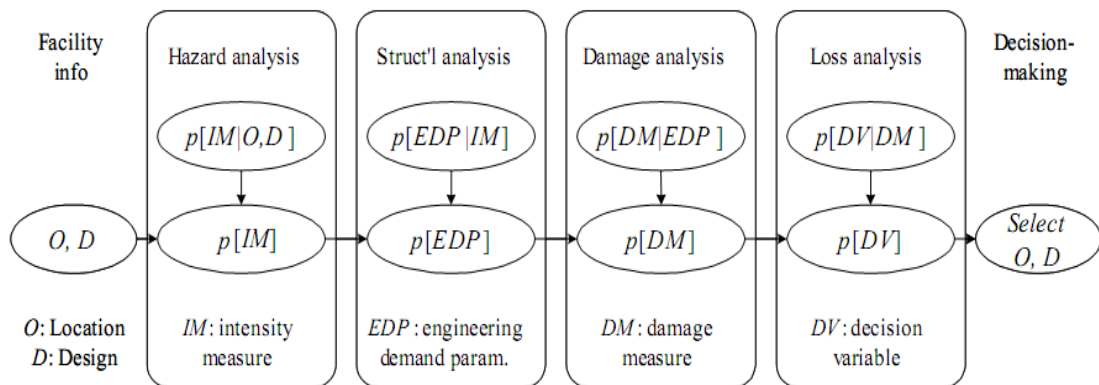 Facility
info
Hazard analysis
Struct'l analysis
Damage analysis
Loss analysis
Decision-
making
p[IM|O,D ]
p[EDP |IM]
p[DM|EDP ]
p[DV|DM]
O, D
p[IM]
p[EDP]
p[DM]
p[DV]
Select
O, D
O: Location
D: Design
IM : intensity
measure
EDP : engineering
demand param.
DM : damage
measure
DV : decision
variable